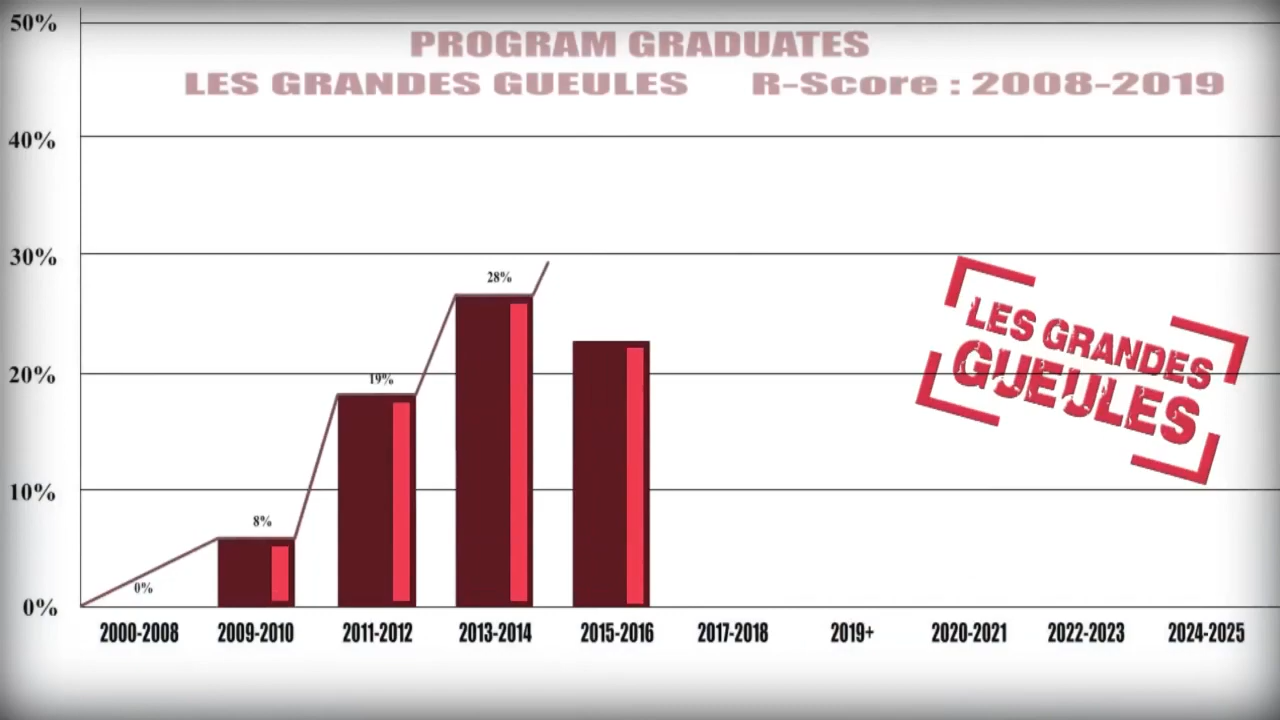 PROGRAM GRADUATES
LES GRANDES GUEULES R-Score : 2008-2019
50%
40%
30%
20%
10%
0%
0%
8%
19%
28%
LES GRANDES
GUEULES
2000-2008 2009-2010 2011-2012 2013-2014 2015-2016 2017-2018 2019+ 2020-2021 2022-2023 2024-2025